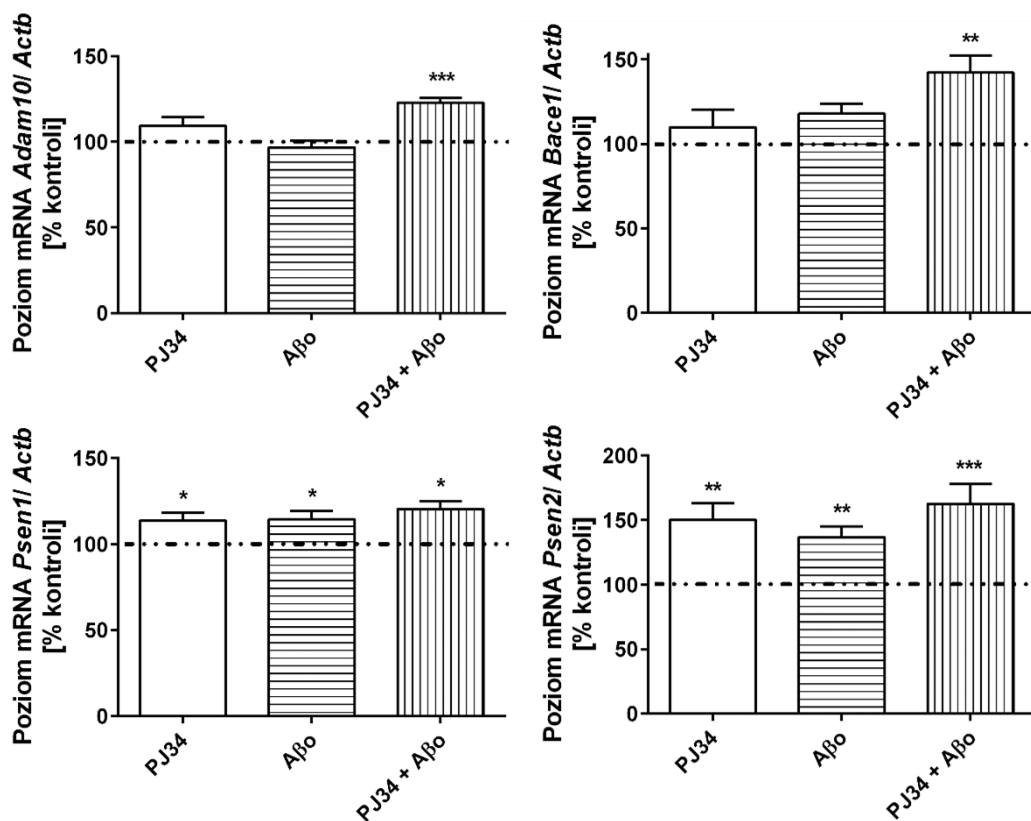 Poziom mRNA Adam10/ Actb
[% kontroli]
150
100
50
0
***
PJ34
Aβo
PJ34 + Aβo
Poziom mRNA Bace1/ Actb
[% kontroli]
150
100
50
0
**
PJ34
Aβo
PJ34 + Aβo
Poziom mRNA Psen1/ Actb
[% kontroli]
150
100
50
0
*
*
*
PJ34
Aβo
PJ34 + Aβo
Poziom mRNA Psen2/ Actb
[% kontroli]
200
150
100
50
0
**
**
***
PJ34
Aβo
PJ34 + Aβo